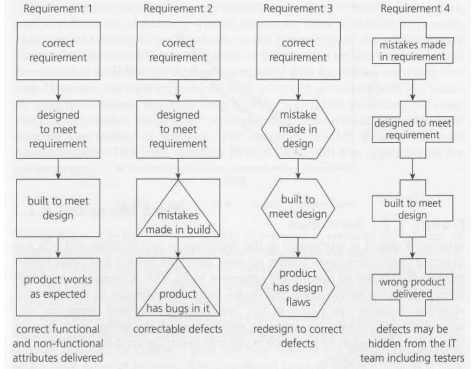 Requirement 1
correct
requirement
designed
to meet
requirement
built to meet
design
product works
as expected
correct functional
and non-functional
attributes delivered
Requirement 2
correct
requirement
designed
to meet
requirement
mistakes
made in build
product
has bugs in it
correctable defects
Requirement 3
correct
requirement
mistake
made in
design
built to
meet design
product
has design
flaws
redesign to correct
defects
Requirement 4
mistakes made
in requirement
designed to meet
requirement
built to meet
design
wrong product
delivered
defects may be
hidden from the IT
team including testers